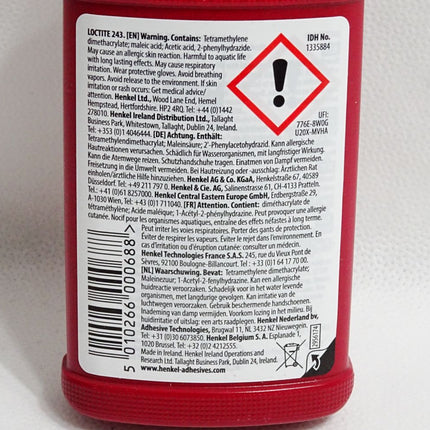 LOCTITE 243. [EN] Warning. Contains: Tetramethylene
dimethacrylate; maleic acid; Acetic acid, 2-phenylhydrazide.
May cause an allergic skin reaction. Harmful to aquatic life
with long lasting effects. May cause respiratory
irritation. Wear protective gloves. Avoid breathing
vapors. Avoid release to the environment. If skin
irritation or rash occurs: Get medical advice/
attention. Henkel Ltd., Wood Lane End, Hemel
Hempstead, Hertfordshire. HP2 4RQ. Tel: +44 (0)1442
278010. Henkel Ireland Distribution Ltd., Tallaght
Business Park, Whitestown, Tallaght, Dublin 24, Ireland.
Tel: +353 (0)1 4046444. [DE] Achtung. Enthält:
Tetramethylendimethacrylat; Maleinsäure; 2'-Phenylacetohydrazid. Kann allergische
Hautreaktionen verursachen. Schädlich für Wasserorganismen, mit langfristiger Wirkung.
Kann die Atemwege reizen. Schutzhandschuhe tragen. Einatmen von Dampf vermeiden.
Freisetzung in die Umwelt vermeiden. Bei Hautreizung oder -ausschlag: Ärztlichen Rat
einholen/ärztliche Hilfe hinzuziehen. Henkel AG & Co. KGaA, Henkelstraße 67, 40589
Düsseldorf. Tel: +49 211 797 0. Henkel & Cie. AG, Salinenstrasse 61, CH-4133 Pratteln.
Tel: +41 (0)61 8257000. Henkel Central Eastern Europe GmbH, Erdbergstraße 29,
A-1030 Wien, Tel: +43 (0)1 711040. [FR] Attention. Contient: diméthacrylate de
tétraméthylène; Acide maléique; 1-Acétyl-2-phénylhydrazine. Peut provoquer une allergie
cutanée. Nocif pour les organismes aquatiques, entraîne des effets néfastes à long terme.
Peut irriter les voies respiratoires. Porter des gants de protection.
Éviter de respirer les vapeurs. Éviter le rejet dans l'environnement. En
cas d'irritation ou d'éruption cutanée: consulter un médecin.
Henkel Technologies France S.A.S. 245, rue du Vieux Pont de
Sèvres, 92100 Boulogne-Billancourt. Tel: +33 (0)1 64 17 70 00.
[NL] Waarschuwing. Bevat: Tetramethylene dimethacrylate;
Maleinezuur; 1-Acetyl-2-fenylhydrazine. Kan een allergische
huidreactie veroorzaken. Schadelijk voor in het water levende
organismen, met langdurige gevolgen. Kan irritatie van de
luchtwegen veroorzaken. Beschermende handschoenen dragen.
Inademing van damp vermijden. Voorkom lozing in het milieu. Bij
huidirritatie of uitslag: een arts raadplegen. Henkel Nederland bv,
Adhesive Technologies, Brugwal 11, NL 3432 NZ Nieuwegein.
Tel: +31 (0)30 6073850. Henkel Belgium S.A. Esplanade 1,
1020 Brussel, Tel: +32 (0)2 4212555.
Made in Ireland. Henkel Ireland Operations and
Research Ltd. Tallaght Business Park, Dublin 24, Ireland.
www.henkel-adhesives.com
IDH No.
1335884
UFI:
776E-8W0G
U20X-MVHA
5 010266 000688 >
2956174